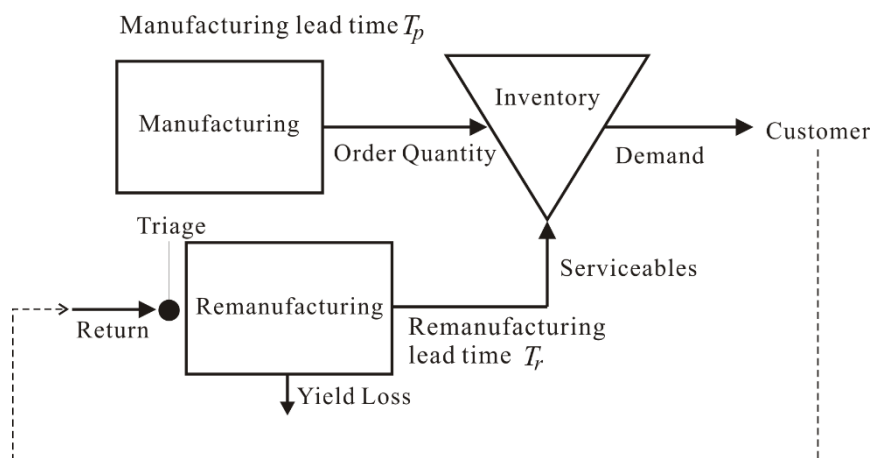 Manufacturing lead time Tp
Manufacturing
Inventory
Order Quantity
Demand
Customer
Triage
Remanufacturing
Serviceables
Return
Remanufacturing
lead time Tr
Yield Loss